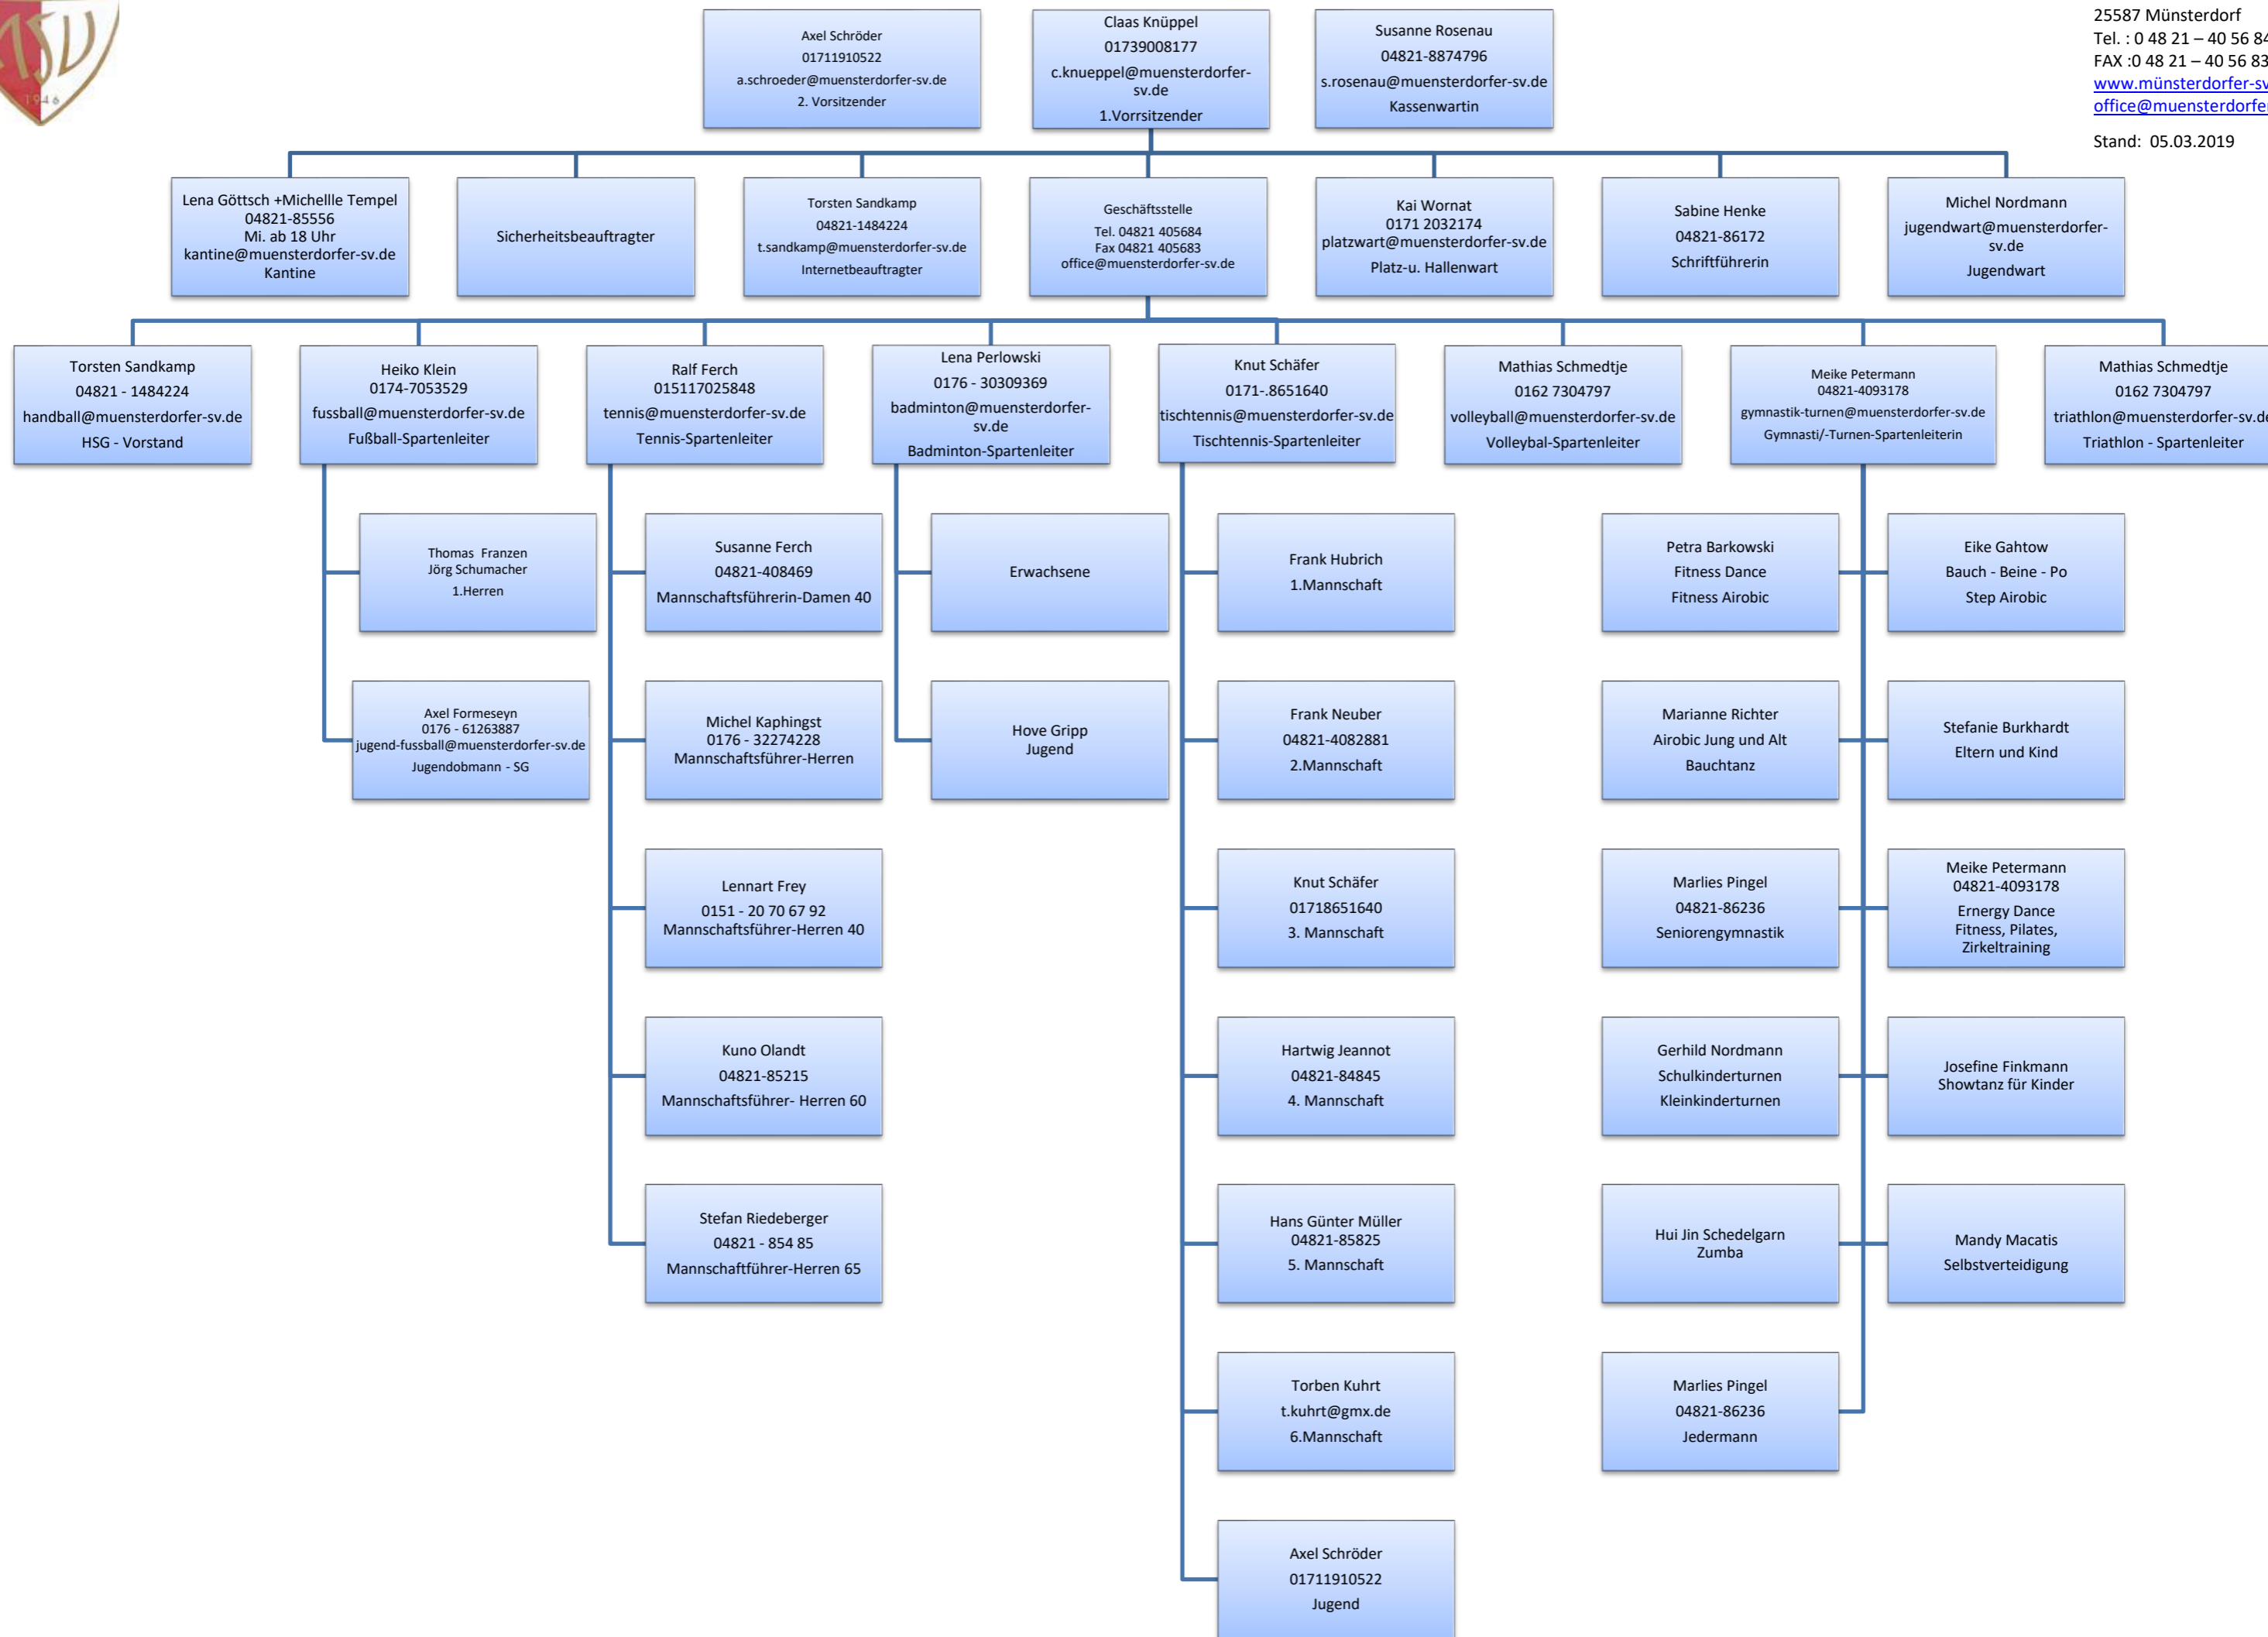 MSV
1946
25587 Münsterdorf
Tel. : 0 48 21 – 40 56 84
FAX :0 48 21 – 40 56 83
www.münsterdorfer-sv
office@muensterdorfer
Stand: 05.03.2019
Axel Schröder
01711910522
a.schroeder@muensterdorfer-sv.de
2. Vorsitzender
Claas Knüppel
01739008177
c.knueppel@muensterdorfer-
sv.de
1.Vorrsitzender
Susanne Rosenau
04821-8874796
s.rosenau@muensterdorfer-sv.de
Kassenwartin
Lena Göttsch +Michellle Tempel
04821-85556
Mi. ab 18 Uhr
kantine@muensterdorfer-sv.de
Kantine
Sicherheitsbeauftragter
Torsten Sandkamp
04821-1484224
t.sandkamp@muensterdorfer-sv.de
Internetbeauftragter
Geschäftsstelle
Tel. 04821 405684
Fax 04821 405683
office@muensterdorfer-sv.de
Kai Wornat
0171 2032174
platzwart@muensterdorfer-sv.de
Platz-u. Hallenwart
Sabine Henke
04821-86172
Schriftführerin
Michel Nordmann
jugendwart@muensterdorfer-
sv.de
Jugendwart
Torsten Sandkamp
04821 - 1484224
handball@muensterdorfer-sv.de
HSG - Vorstand
Heiko Klein
0174-7053529
fussball@muensterdorfer-sv.de
Fußball-Spartenleiter
Ralf Ferch
015117025848
tennis@muensterdorfer-sv.de
Tennis-Spartenleiter
Lena Perlowski
0176 - 30309369
badminton@muensterdorfer-
sv.de
Badminton-Spartenleiter
Knut Schäfer
0171-.8651640
tischtennis@muensterdorfer-sv.de
Tischtennis-Spartenleiter
Mathias Schmedtje
0162 7304797
volleyball@muensterdorfer-sv.de
Volleybal-Spartenleiter
Meike Petermann
04821-4093178
gymnastik-turnen@muensterdorfer-sv.de
Gymnasti/-Turnen-Spartenleiterin
Mathias Schmedtje
0162 7304797
triathlon@muensterdorfer-sv.de
Triathlon - Spartenleiter
Thomas  Franzen
Jörg Schumacher
1.Herren
Axel Formeseyn
0176 - 61263887
jugend-fussball@muensterdorfer-sv.de
Jugendobmann - SG
Susanne Ferch
04821-408469
Mannschaftsführerin-Damen 40
Michel Kaphingst
0176 - 32274228
Mannschaftsführer-Herren
Lennart Frey
0151 - 20 70 67 92
Mannschaftsführer-Herren 40
Kuno Olandt
04821-85215
Mannschaftsführer- Herren 60
Stefan Riedeberger
04821 - 854 85
Mannschaftführer-Herren 65
Erwachsene
Hove Gripp
Jugend
Frank Hubrich
1.Mannschaft
Frank Neuber
04821-4082881
2.Mannschaft
Knut Schäfer
01718651640
3. Mannschaft
Hartwig Jeannot
04821-84845
4. Mannschaft
Hans Günter Müller
04821-85825
5. Mannschaft
Torben Kuhrt
t.kuhrt@gmx.de
6.Mannschaft
Axel Schröder
01711910522
Jugend
Petra Barkowski
Fitness Dance
Fitness Airobic
Eike Gahtow
Bauch - Beine - Po
Step Airobic
Marianne Richter
Airobic Jung und Alt
Bauchtanz
Stefanie Burkhardt
Eltern und Kind
Marlies Pingel
04821-86236
Seniorengymnastik
Meike Petermann
04821-4093178
Ernergy Dance
Fitness, Pilates,
Zirkeltraining
Gerhild Nordmann
Schulkinderturnen
Kleinkinderturnen
Josefine Finkmann
Showtanz für Kinder
Hui Jin Schedelgarn
Zumba
Mandy Macatis
Selbstverteidigung
Marlies Pingel
04821-86236
Jedermann